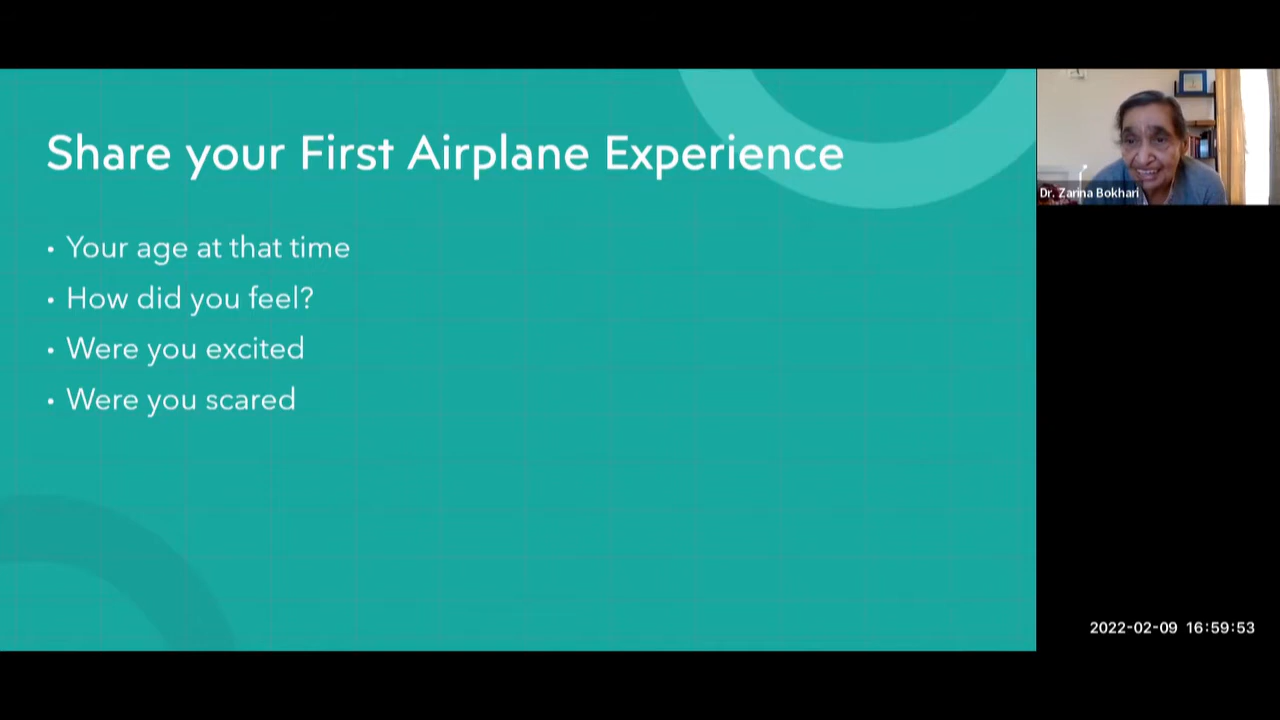 Share your First Airplane Experience
• Your age at that time
• How did you feel?
• Were you excited
• Were you scared
Dr. Zarina Bokhari
2022-02-09 16:59:53